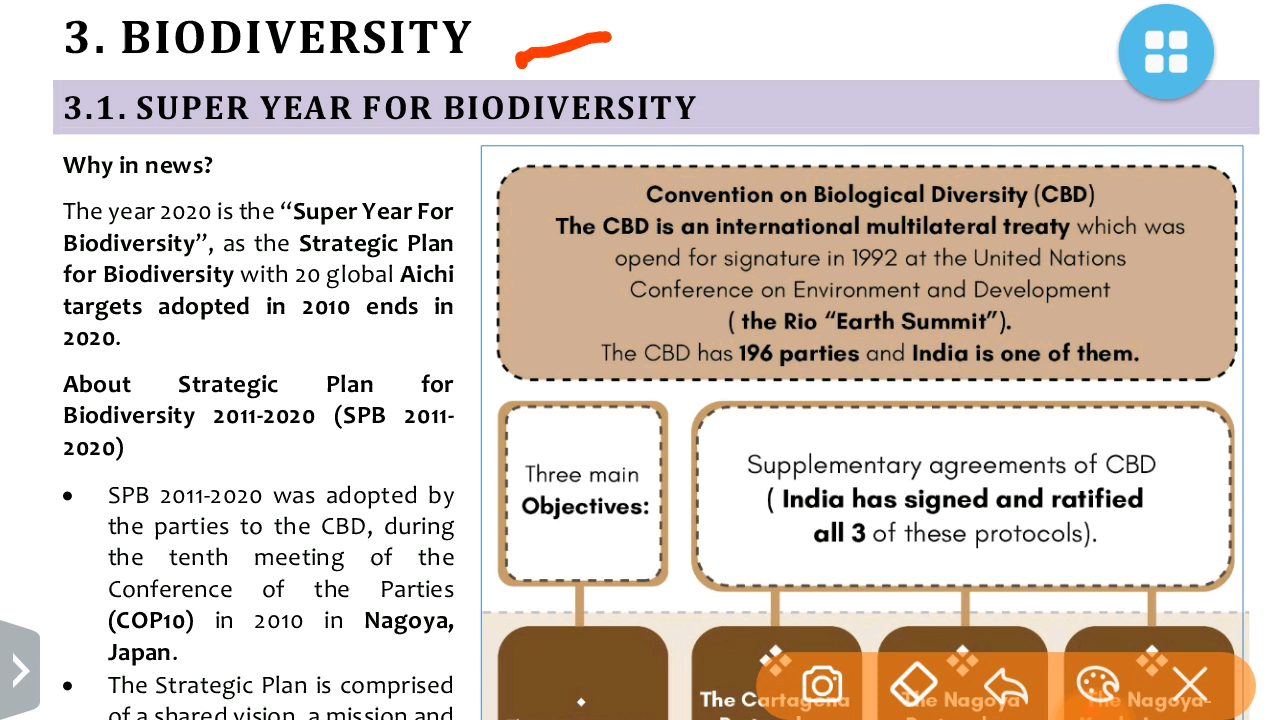 3. BIODIVERSITY
3.1. SUPER YEAR FOR BIODIVERSITY
Why in news?
The year 2020 is the “Super Year For
Biodiversity”, as the Strategic Plan
for Biodiversity with 20 global Aichi
targets adopted in 2010 ends in
2020.
About Strategic Plan for
Biodiversity 2011-2020 (SPB 2011-
2020)
• SPB 2011-2020 was adopted by
the parties to the CBD, during
the tenth meeting of the
Conference of the Parties
(COP10) in 2010 in Nagoya,
Japan.
• The Strategic Plan is comprised
of a shared vision, a mission and
Convention on Biological Diversity (CBD)
The CBD is an international multilateral treaty which was
opend for signature in 1992 at the United Nations
Conference on Environment and Development
( the Rio “Earth Summit”).
The CBD has 196 parties and India is one of them.
Three main
Objectives:
Supplementary agreements of CBD
( India has signed and ratified
all 3 of these protocols).
The Cartagena
The Nagoya
The Nagoya-